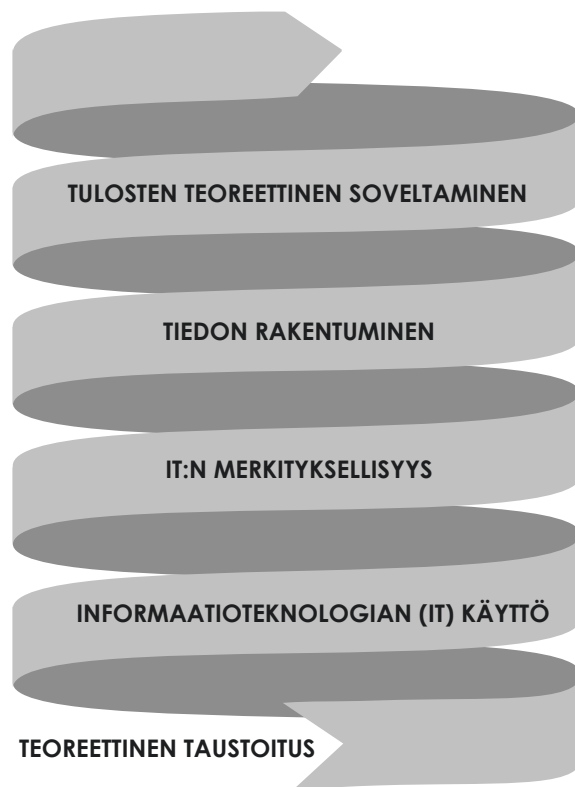 TULOSTEN TEOREETTINEN SOVELTAMINEN
TIEDON RAKENTUMINEN
IT:N MERKITYKSELLISYYS
INFORMAATIOTEKNOLOGIAN (IT) KÄYTTÖ
TEOREETTINEN TAUSTOITUS